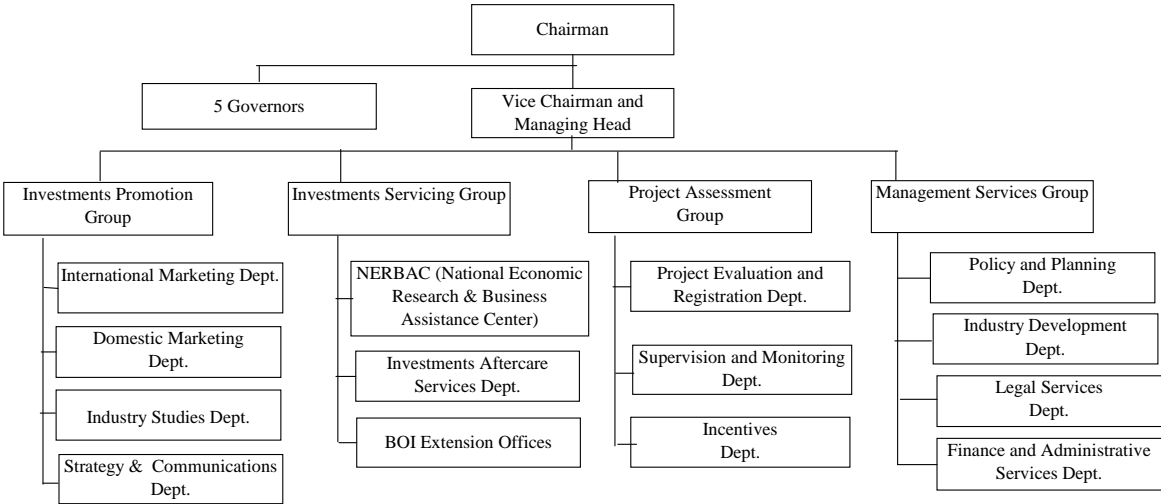 Chairman
5 Governors
Vice Chairman and
Managing Head
Investments Promotion
Group
Investments Servicing Group
Project Assessment
Group
Management Services Group
International Marketing Dept.
Domestic Marketing
Dept.
Industry Studies Dept.
Strategy & Communications
Dept.
NERBAC (National Economic
Research & Business
Assistance Center)
Investments Aftercare
Services Dept.
BOI Extension Offices
Project Evaluation and
Registration Dept.
Supervision and Monitoring
Dept.
Incentives
Dept.
Policy and Planning
Dept.
Industry Development
Dept.
Legal Services
Dept.
Finance and Administrative
Services Dept.